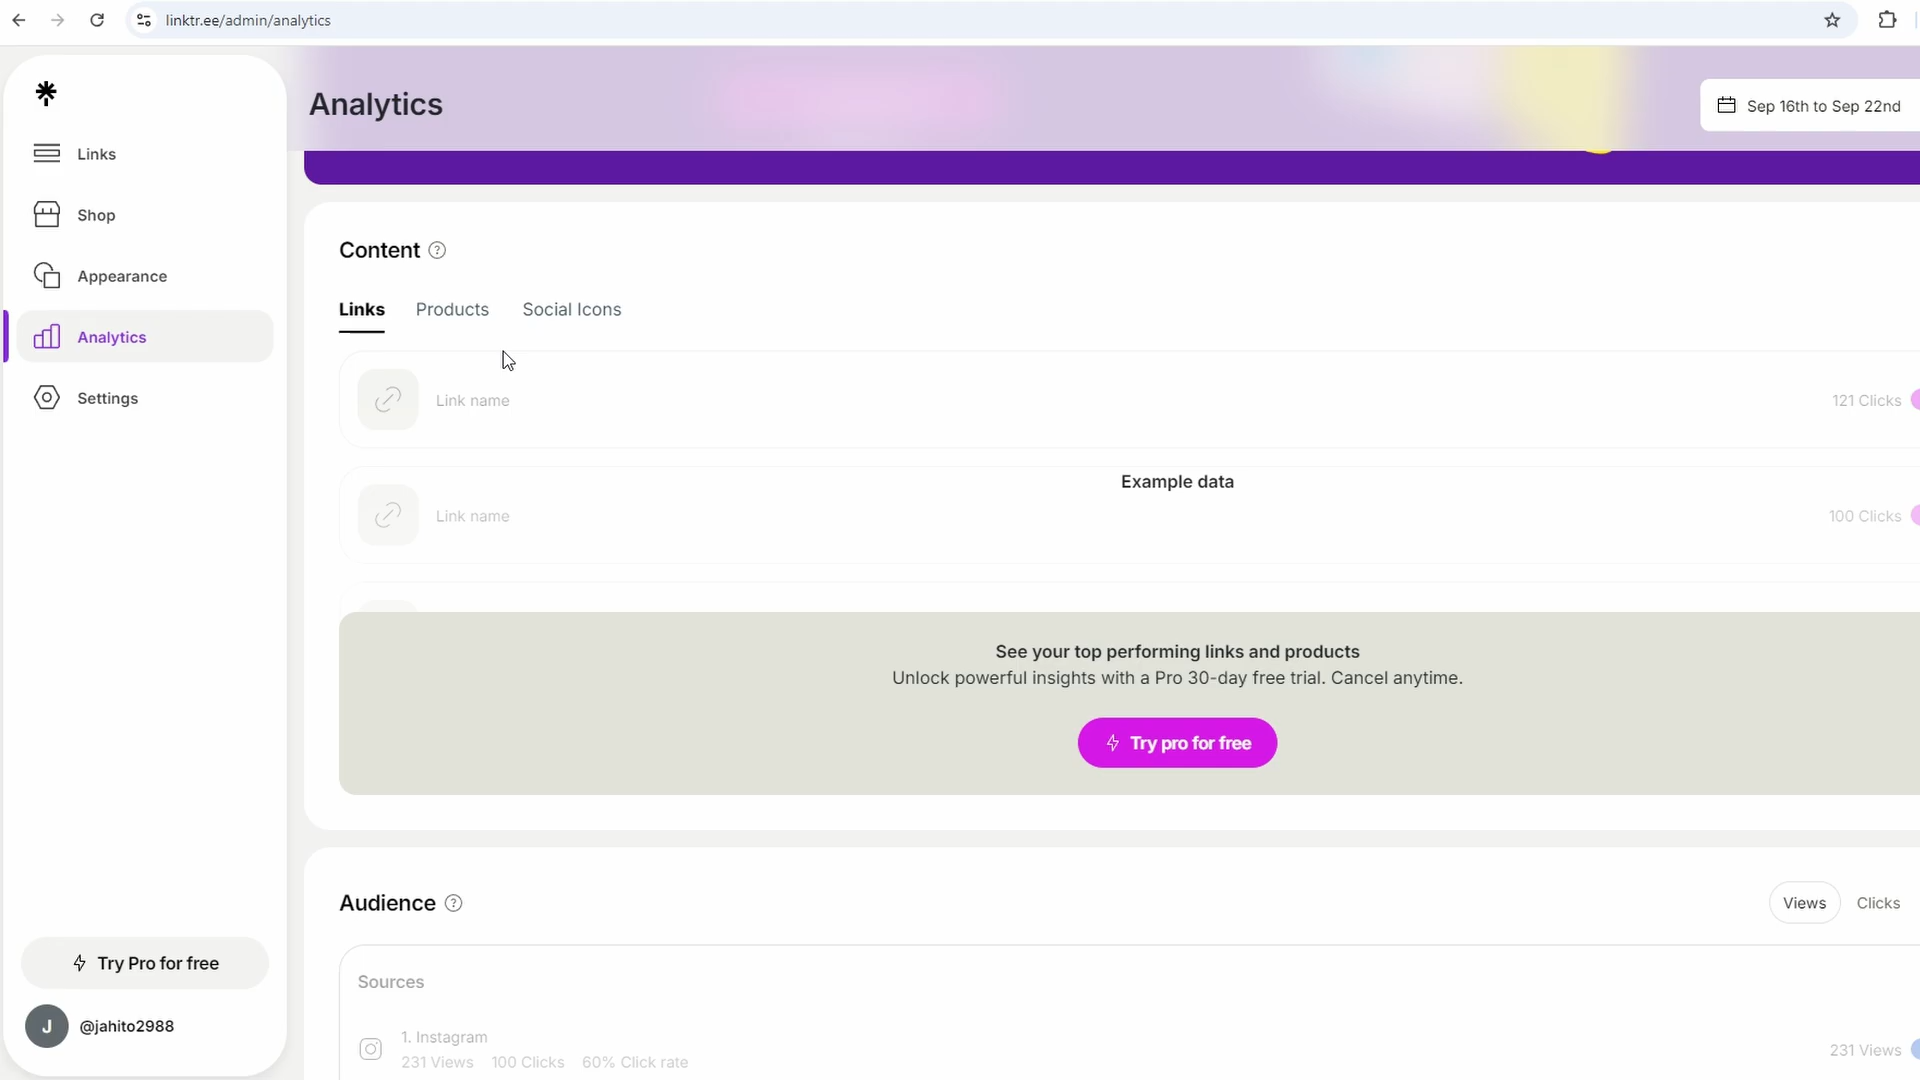 linktr.ee/admin/analytics
Analytics
Sep 16th to Sep 22nd
Links
Shop
Appearance
Analytics
Settings
Try Pro for free
J
@jahito2988
Content ?
Links Products Social Icons
Link name 121 Clicks
Example data
Link name 100 Clicks
See your top performing links and products
Unlock powerful insights with a Pro 30-day free trial. Cancel anytime.
Try pro for free
Audience ?
Views Clicks
Sources
1. Instagram
231 Views 100 Clicks 60% Click rate
231 Views